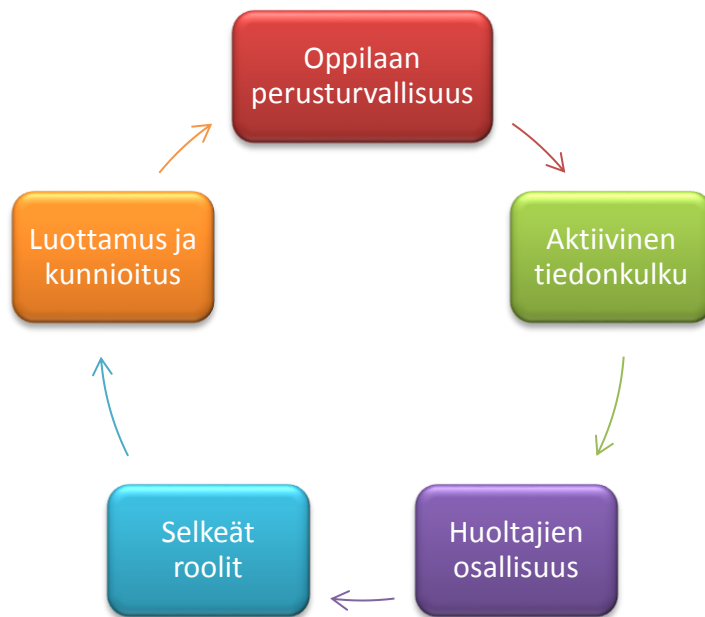 Oppilaan
perusturvallisuus
Aktiivinen
tiedonkulku
Huoltajien
osallisuus
Selkeät
roolit
Luottamus ja
kunnioitus